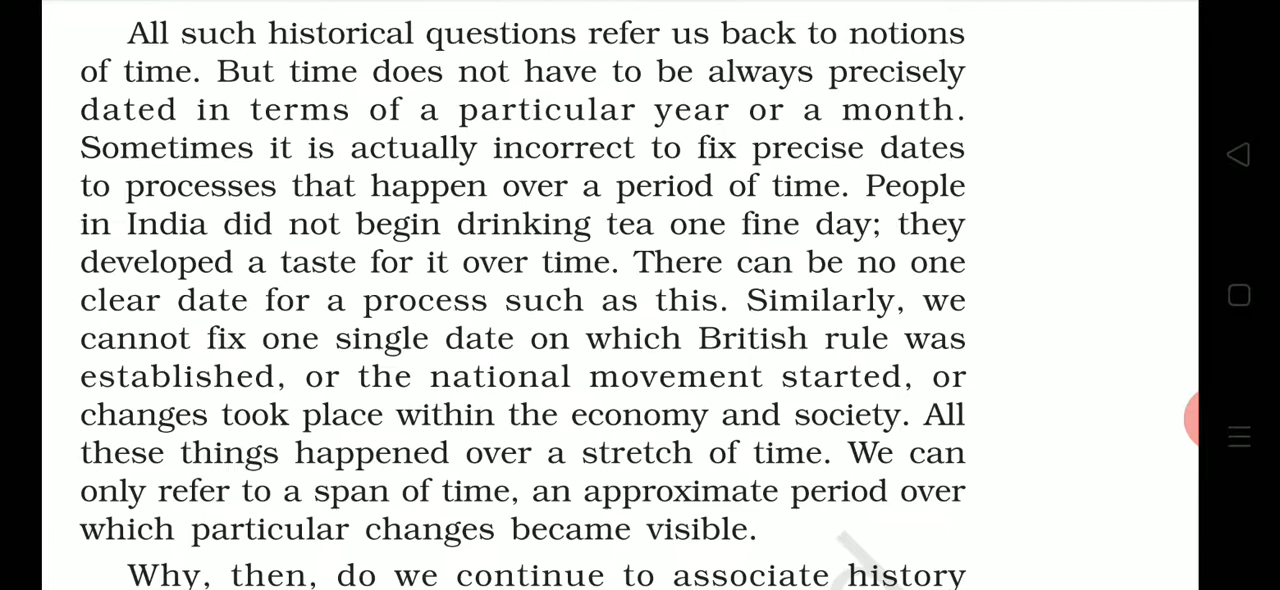 All such historical questions refer us back to notions
of time. But time does not have to be always precisely
dated in terms of a particular year or a month.
Sometimes it is actually incorrect to fix precise dates
to processes that happen over a period of time. People
in India did not begin drinking tea one fine day; they
developed a taste for it over time. There can be no one
clear date for a process such as this. Similarly, we
cannot fix one single date on which British rule was
established, or the national movement started, or
changes took place within the economy and society. All
these things happened over a stretch of time. We can
only refer to a span of time, an approximate period over
which particular changes became visible.
Why, then, do we continue to associate history